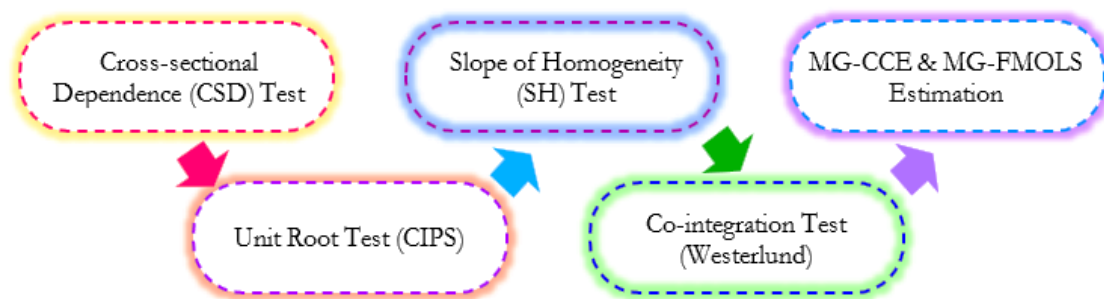 Cross-sectional
Dependence (CSD) Test
Unit Root Test (CIPS)
Slope of Homogeneity
(SH) Test
Co-integration Test
(Westerlund)
MG-CCE & MG-FMOLS
Estimation